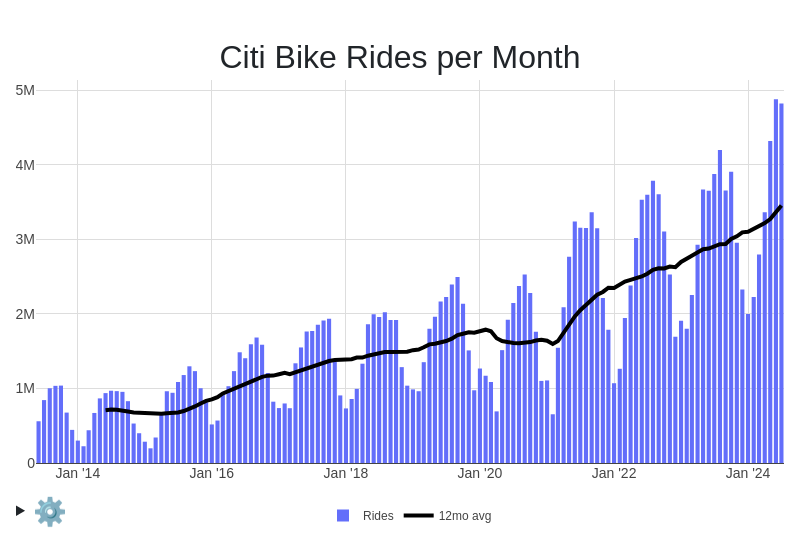 Citi Bike Rides per Month
5M
4M
3M
2M
1M
0
Jan '14 Jan '16 Jan '18 Jan '20 Jan '22 Jan '24
Rides 12mo avg